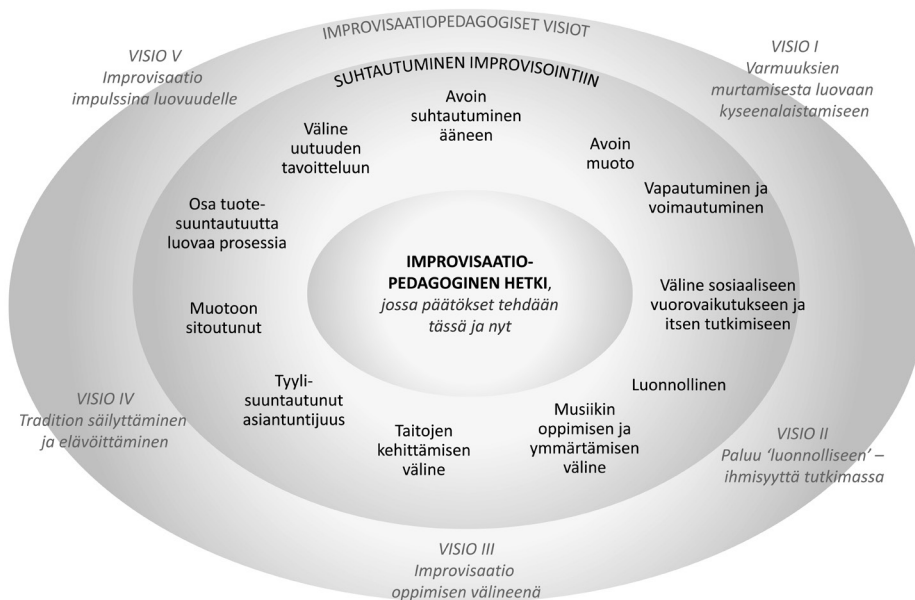 IMPROVISAATIOPEDAGOGISET VISIOT
SUHTAUTUMINEN IMPROVISOINTIIN
VISIO V
Improvisaatio
impulssina luovuudelle
VISIO I
Varmuuksien
murtamisesta luovaan
kyseenalaistamiseen
Avoin
suhtautuminen
ääneen
Väline
uutuuden
tavoitteluun
Avoin
muoto
Vapautuminen ja
voimautuminen
Osa tuote-
suuntautuutta
luovaa prosessia
IMPROVISAATIO-
PEDAGOGINEN HETKI,
jossa päätökset tehdään
tässä ja nyt
Väline sosiaaliseen
vuorovaikutukseen ja
itsen tutkimiseen
Muotoon
sitoutunut
Luonnollinen
Tyyli-
suuntautunut
asiantuntijuus
Musiikin
oppimisen ja
ymmärtämisen
väline
Taitojen
kehittämisen
väline
VISIO IV
Tradition säilyttäminen
ja elävöittäminen
VISIO II
Paluu ‘luonnolliseen’ –
ihmisyyttä tutkimassa
VISIO III
Improvisaatio
oppimisen välineenä